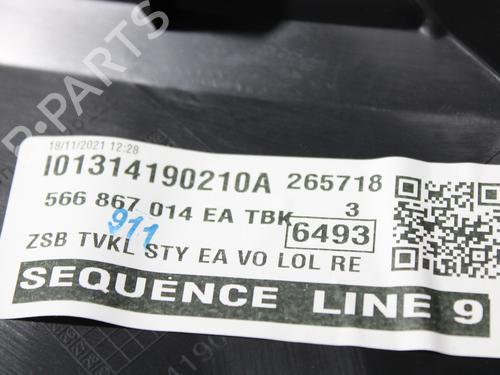 B-PARTS
18/11/2021 12:28
I01314190210A 265718
566 867 014 EA TBK 3
911
6493
ZSB TVKL STY EA VO LOL RE
SEQUENCE LINE 9